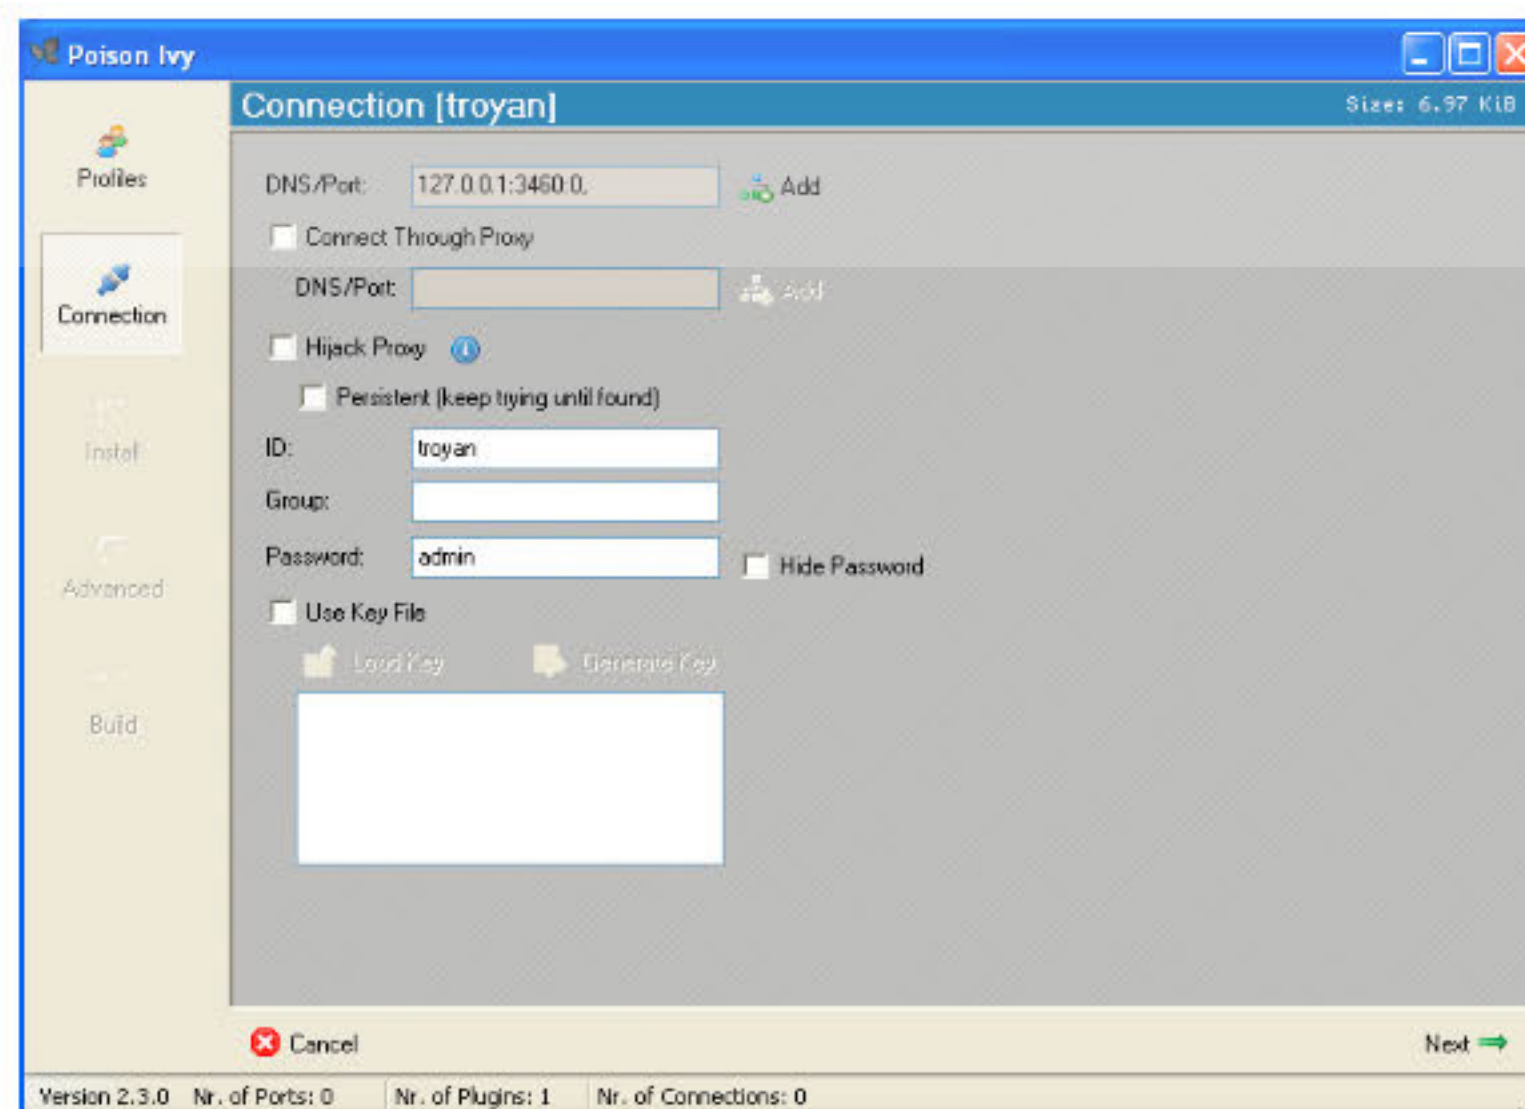 Poison Ivy
Connection [troyan] Size: 6.97 KiB
Profiles
DNS/Port: 127.0.0.1:3460:0, Add
Connect Through Proxy
DNS/Port: Add
Connection
Hijack Proxy
Persistent (keep trying until found)
Install
ID: troyan
Group:
Password: admin Hide Password
Advanced
Use Key File
Load Key Generate Key
Build
Cancel Next
Version 2.3.0 Nr. of Ports: 0 Nr. of Plugins: 1 Nr. of Connections: 0